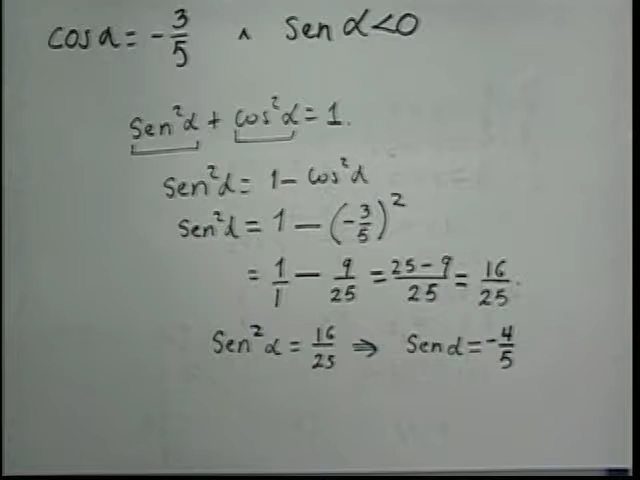 cos α = -3/5 ∧ Sen α < 0
Sen²α + cos²α = 1.
Sen²α = 1 - cos²α
Sen²α = 1 - (-3/5)²
= 1/1 - 9/25 = 25-9/25 = 16/25.
Sen²α = 16/25 ⇒ Sen α = -4/5